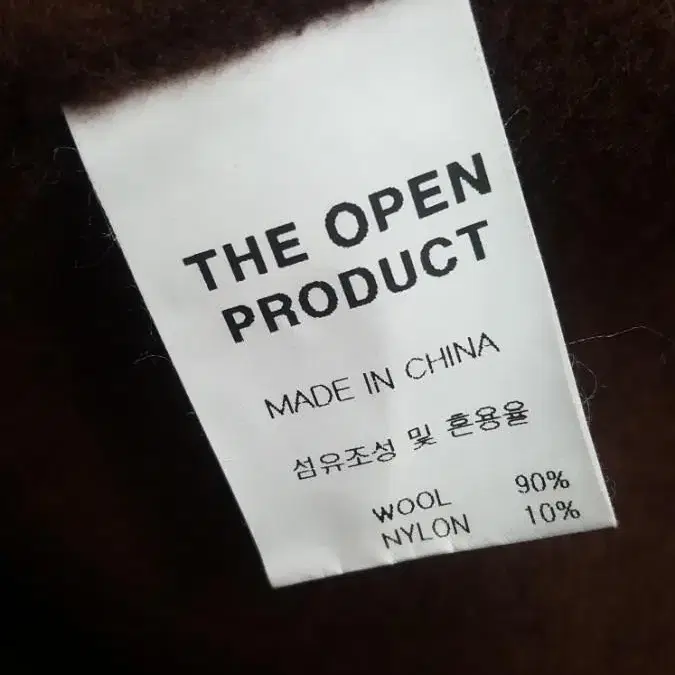 THE OPEN
PRODUCT
MADE IN CHINA
섬유조성 및 혼용율
WOOL 90%
NYLON 10%